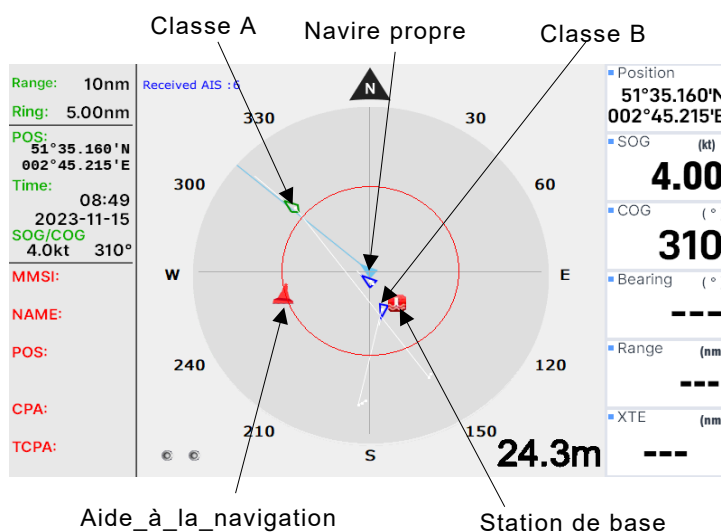 Classe A
Navire propre
Classe B
Range: 10nm
Ring: 5.00nm
POS:
51°35.160'N
002°45.215'E
Time:
08:49
2023-11-15
SOG/COG
4.0kt 310°
MMSI:
NAME:
POS:
CPA:
TCPA:
Received AIS :6
N
330
30
300
60
W
E
240
120
210
150
S
24.3m
Position
51°35.160'N
002°45.215'E
SOG (kt)
4.00
COG (°
310
Bearing (°
---
Range (nm
---
XTE (nm
---
Aide_à_la_navigation
Station de base